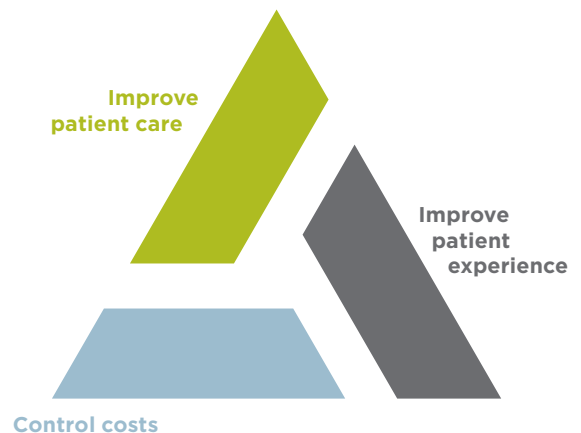 Improve
patient care
Improve
patient
experience
Control costs